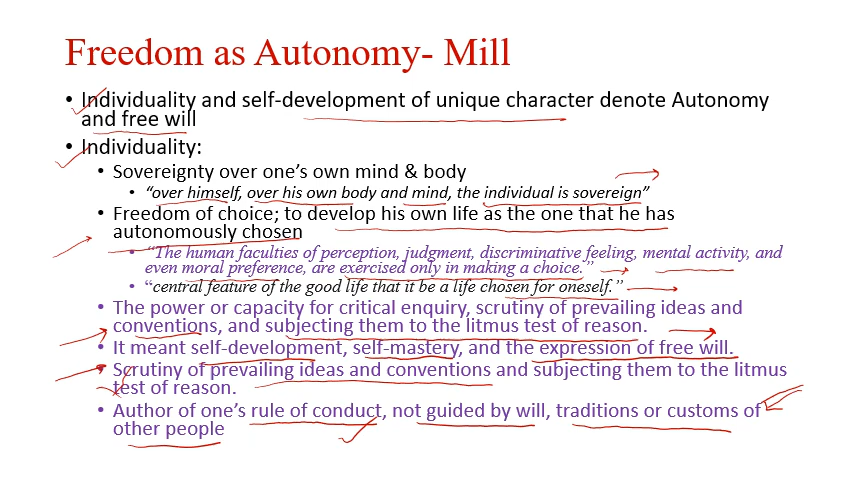 Freedom as Autonomy- Mill
• Individuality and self-development of unique character denote Autonomy
and free will
• Individuality:
• Sovereignty over one's own mind & body
• "over himself, over his own body and mind, the individual is sovereign"
• Freedom of choice; to develop his own life as the one that he has
autonomously chosen
• "The human faculties of perception, judgment, discriminative feeling, mental activity, and
even moral preference, are exercised only in making a choice."
• "central feature of the good life that it be a life chosen for oneself."
• The power or capacity for critical enquiry, scrutiny of prevailing ideas and
conventions, and subjecting them to the litmus test of reason.
• It meant self-development, self-mastery, and the expression of free will.
• Scrutiny of prevailing ideas and conventions and subjecting them to the litmus
test of reason.
• Author of one's rule of conduct, not guided by will, traditions or customs of
other people